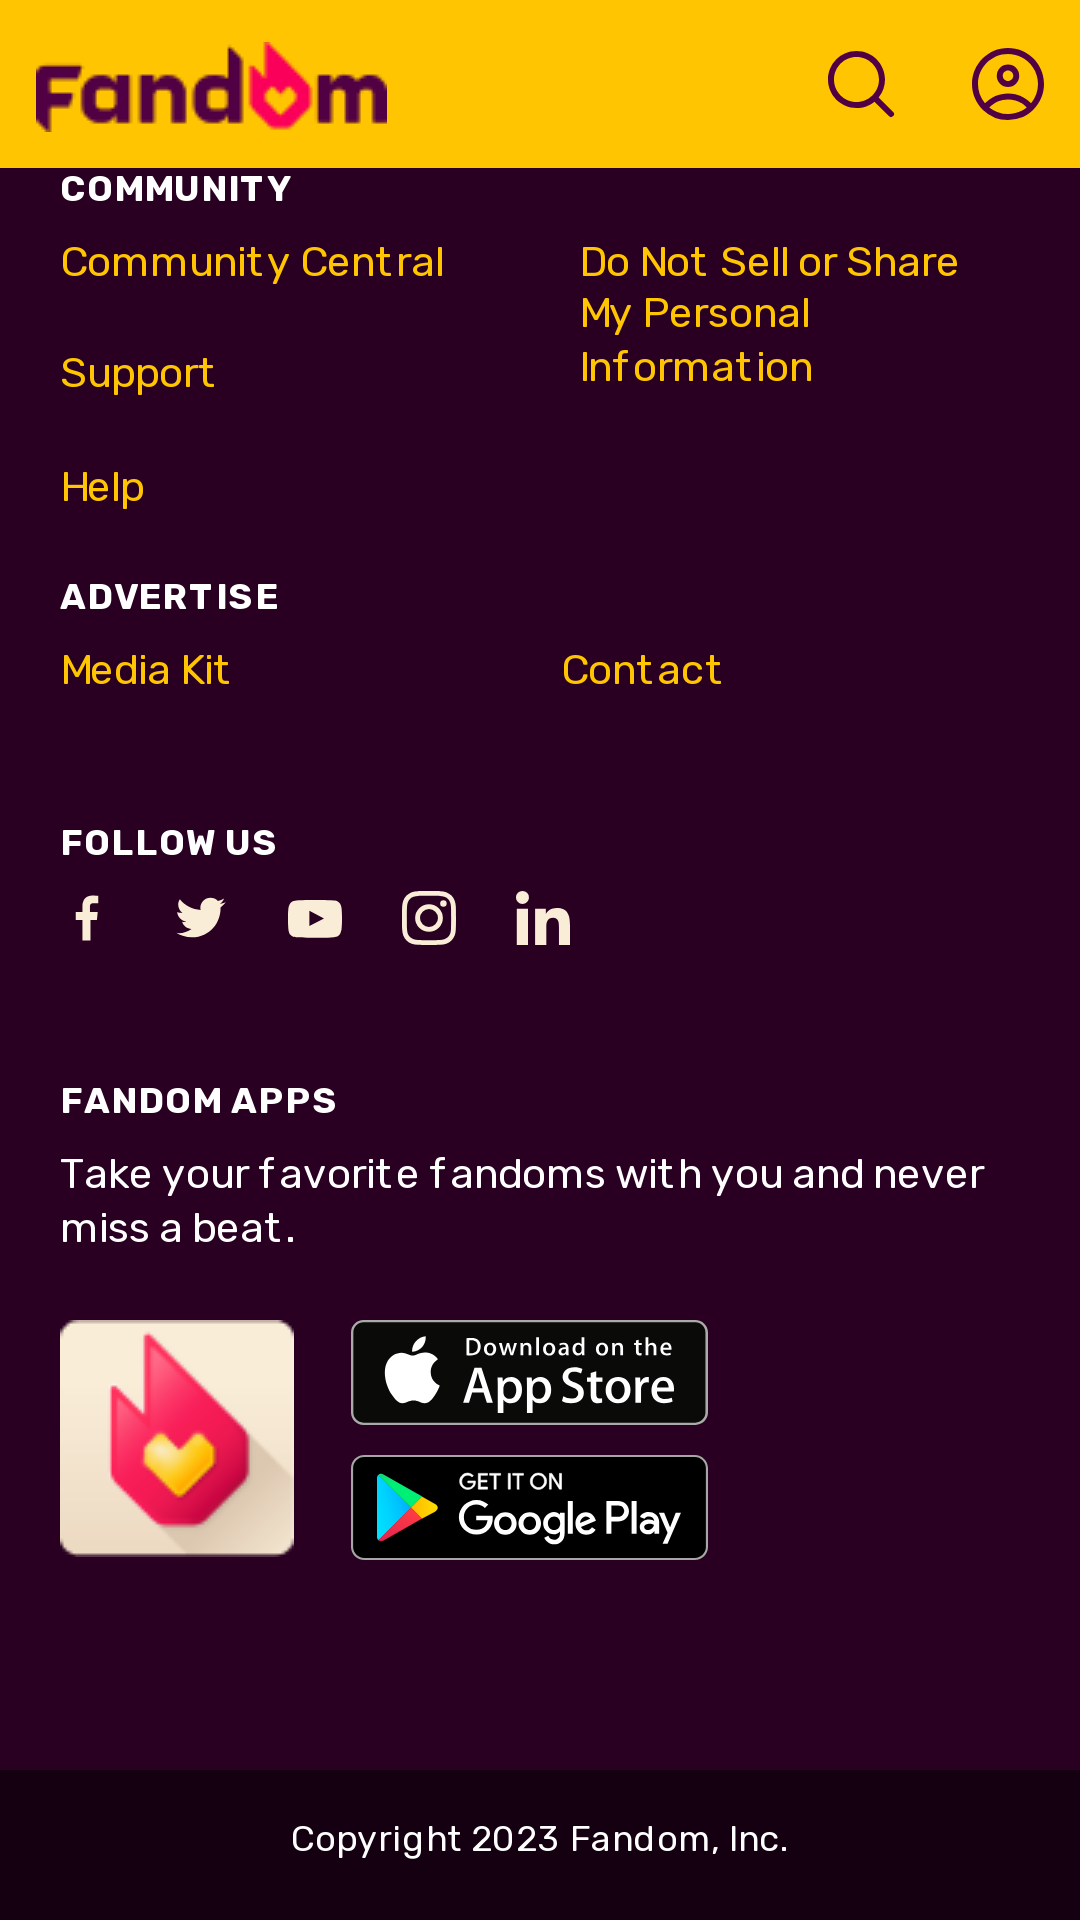 Fandom
COMMUNITY
Community Central
Support
Help
Do Not Sell or Share
My Personal
Information
ADVERTISE
Media Kit
Contact
FOLLOW US
FANDOM APPS
Take your favorite fandoms with you and never
miss a beat.
Download on the
App Store
GET IT ON
Google Play
Copyright 2023 Fandom, Inc.